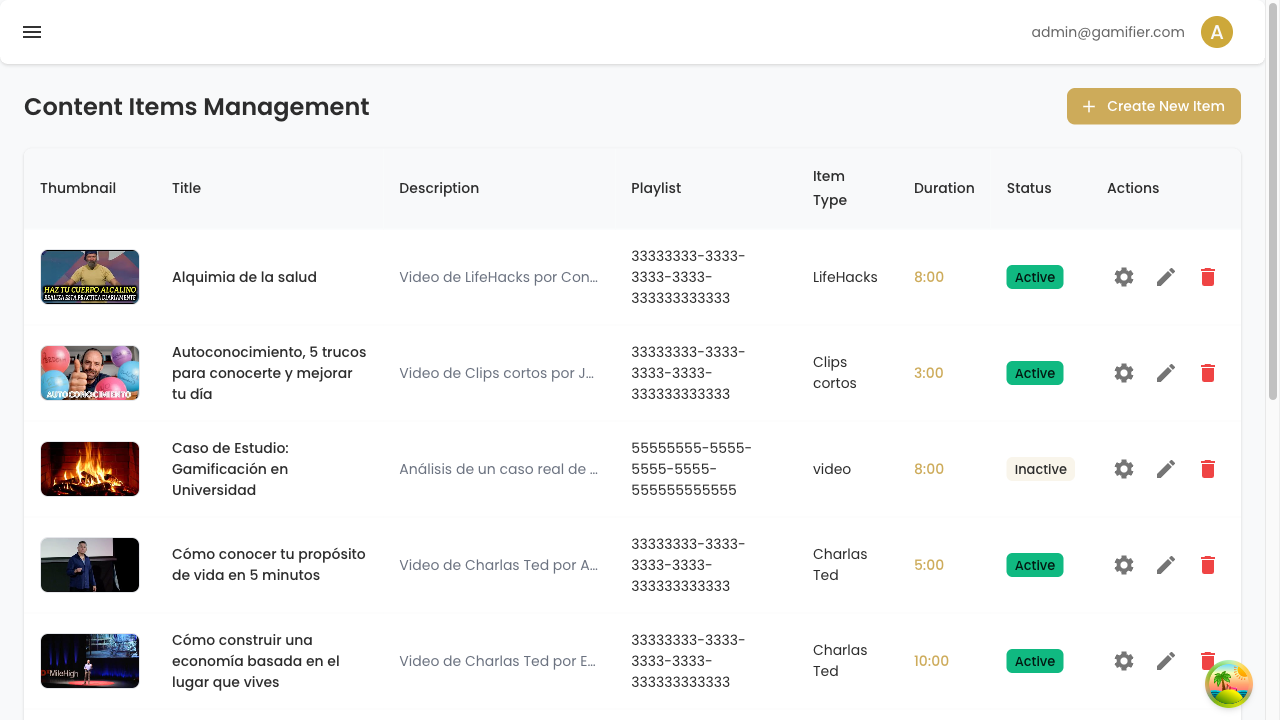 admin@gamifier.com
A
Content Items Management
Create New Item
Thumbnail
Title
Description
Playlist
Item
Type
Duration
Status
Actions
HAZ TU CUERPO ALCALINO
REALIZA ESTA PRACTICA DIARIAMENTE
Alquimia de la salud
Video de LifeHacks por Con...
33333333-3333-
3333-3333-
333333333333
LifeHacks
8:00
Active
AUTOCONOCIMIENTO
Autoconocimiento, 5 trucos
para conocerte y mejorar
tu día
Video de Clips cortos por J...
33333333-3333-
3333-3333-
333333333333
Clips
cortos
3:00
Active
Caso de Estudio:
Gamificación en
Universidad
Análisis de un caso real de ...
55555555-5555-
5555-5555-
555555555555
video
8:00
Inactive
Cómo conocer tu propósito
de vida en 5 minutos
Video de Charlas Ted por A...
33333333-3333-
3333-3333-
333333333333
Charlas
Ted
5:00
Active
MileHigh
Cómo construir una
economía basada en el
lugar que vives
Video de Charlas Ted por E...
33333333-3333-
3333-3333-
333333333333
Charlas
Ted
10:00
Active